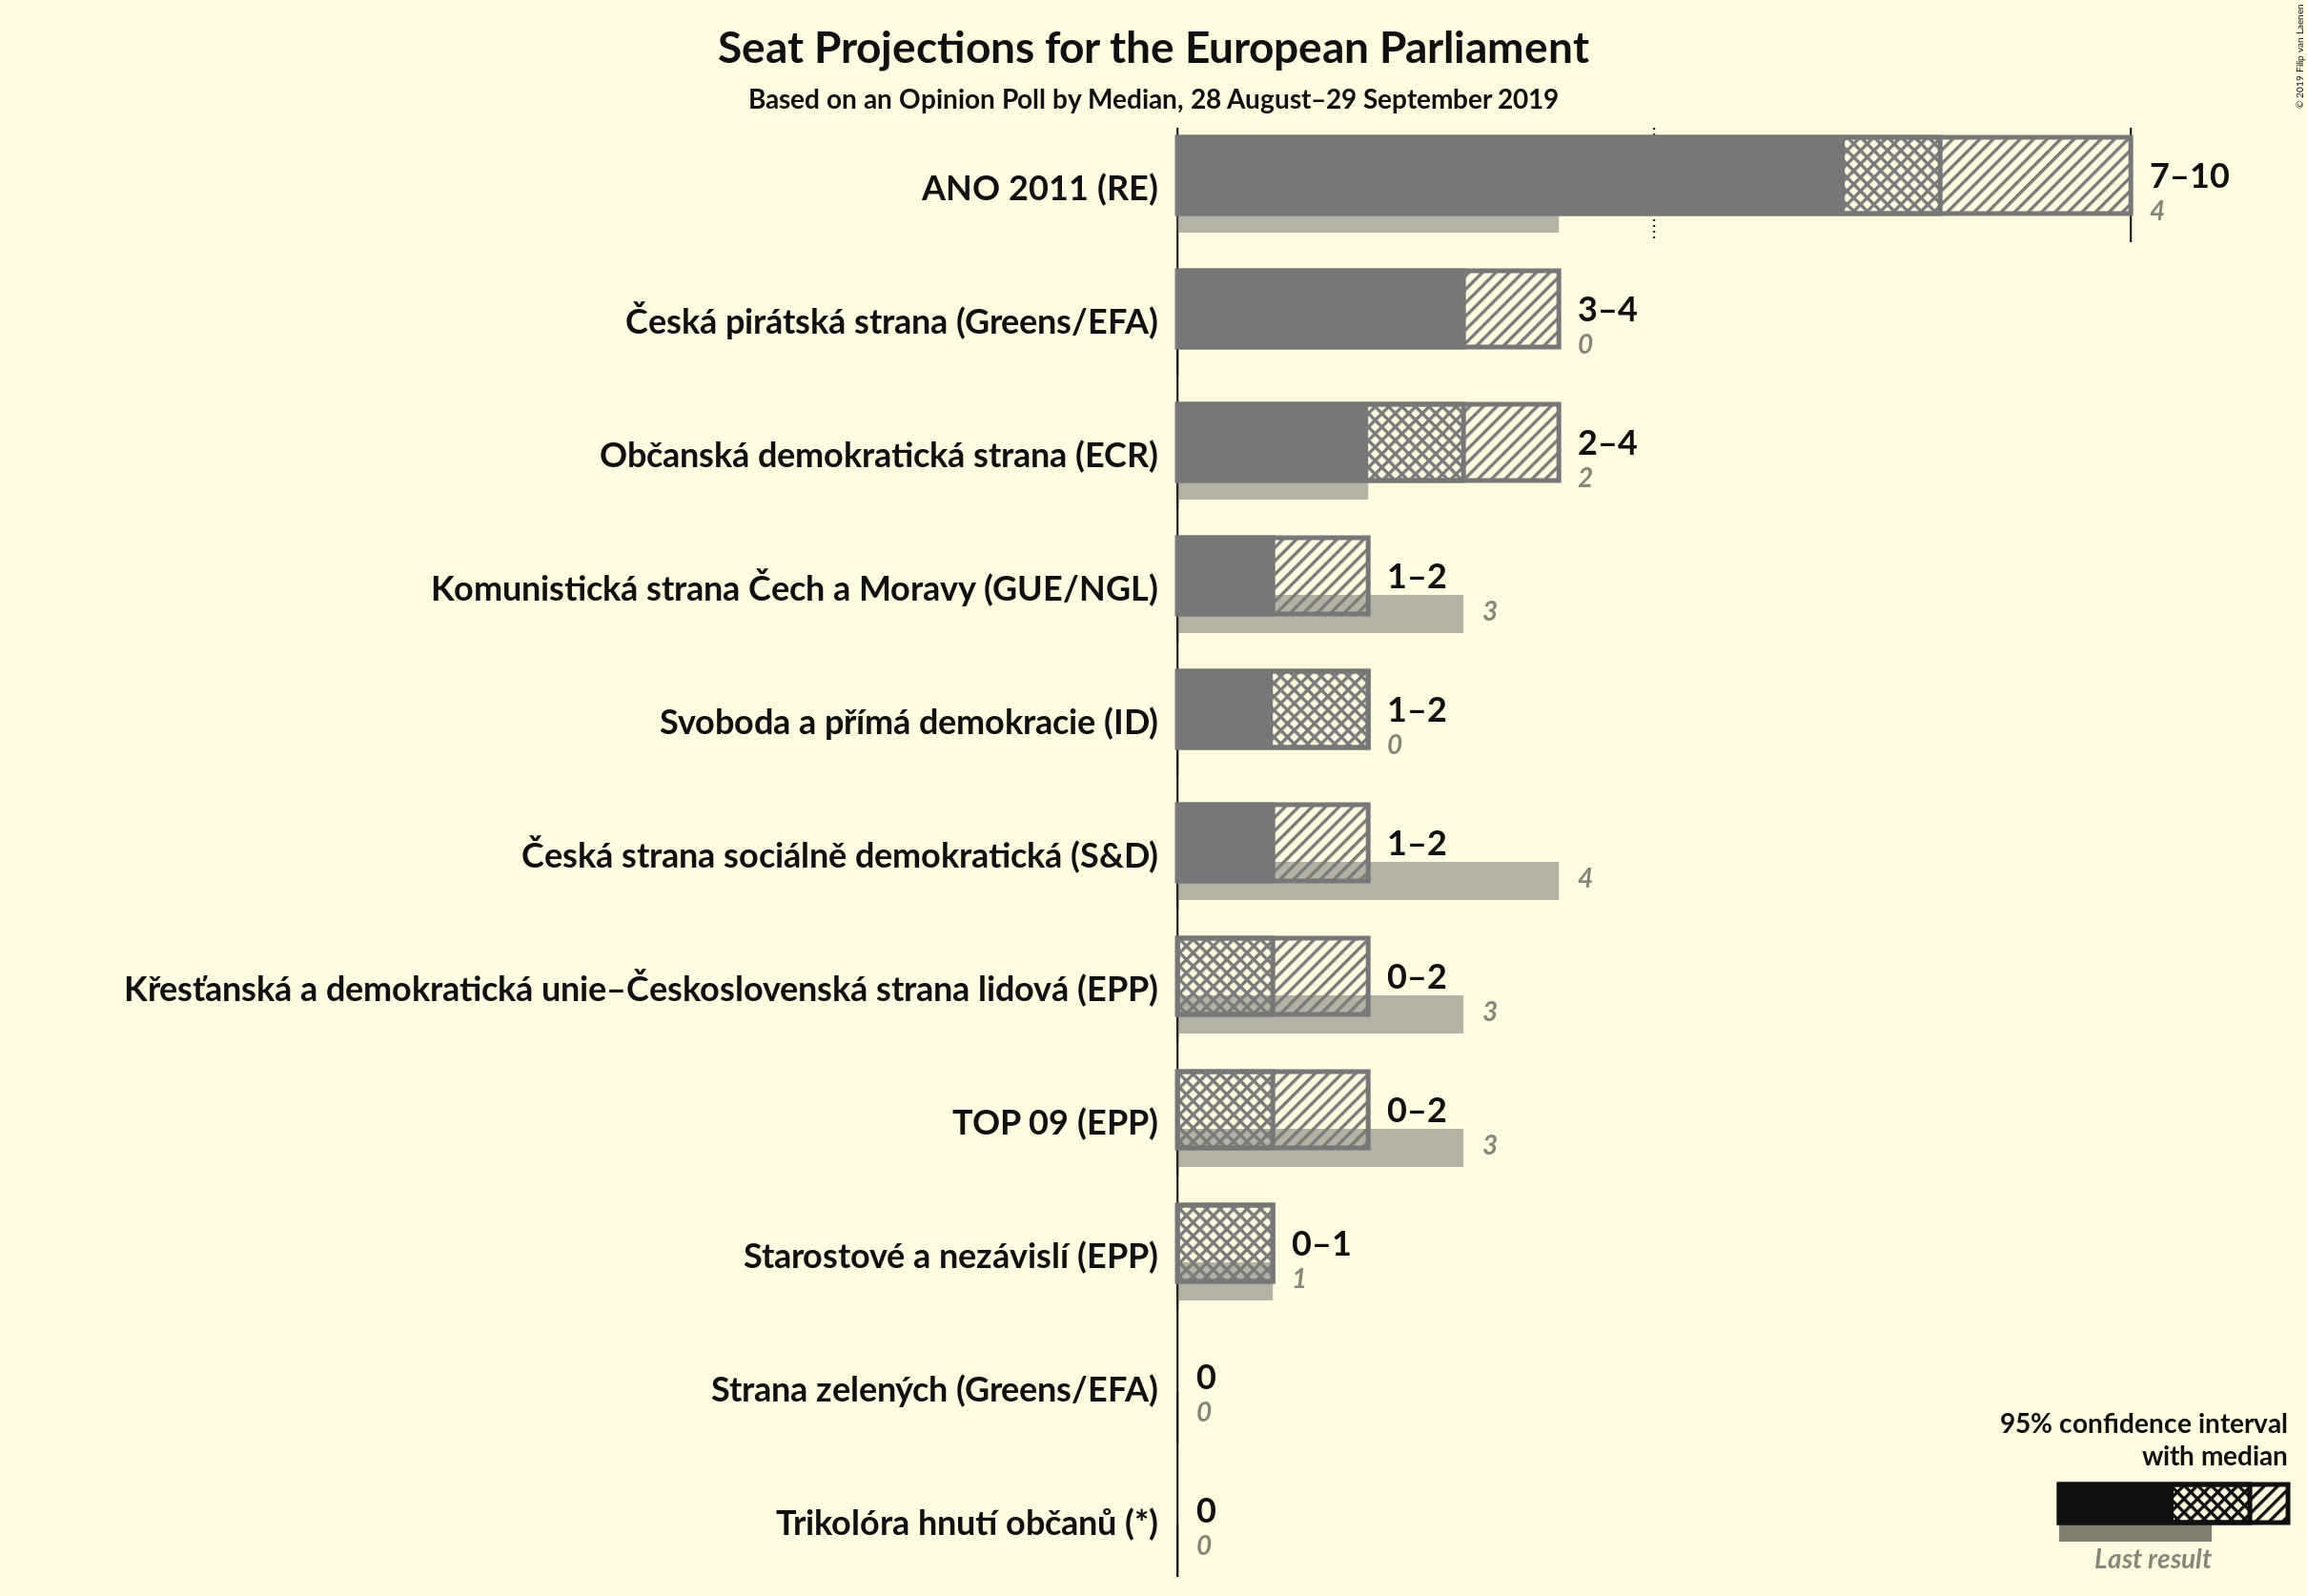 Seat Projections for the European Parliament
Based on an Opinion Poll by Median, 28 August–29 September 2019
© 2019 Filip van Laenen
ANO 2011 (RE)
7–10
4
Česká pirátská strana (Greens/EFA)
3–4
0
Občanská demokratická strana (ECR)
2–4
2
Komunistická strana Čech a Moravy (GUE/NGL)
1–2
3
Svoboda a přímá demokracie (ID)
1–2
0
Česká strana sociálně demokratická (S&D)
1–2
4
Křesťanská a demokratická unie–Československá strana lidová (EPP)
0–2
3
TOP 09 (EPP)
0–2
3
Starostové a nezávislí (EPP)
0–1
1
Strana zelených (Greens/EFA)
0
0
Trikolóra hnutí občanů (*)
0
0
95% confidence interval
with median
Last result